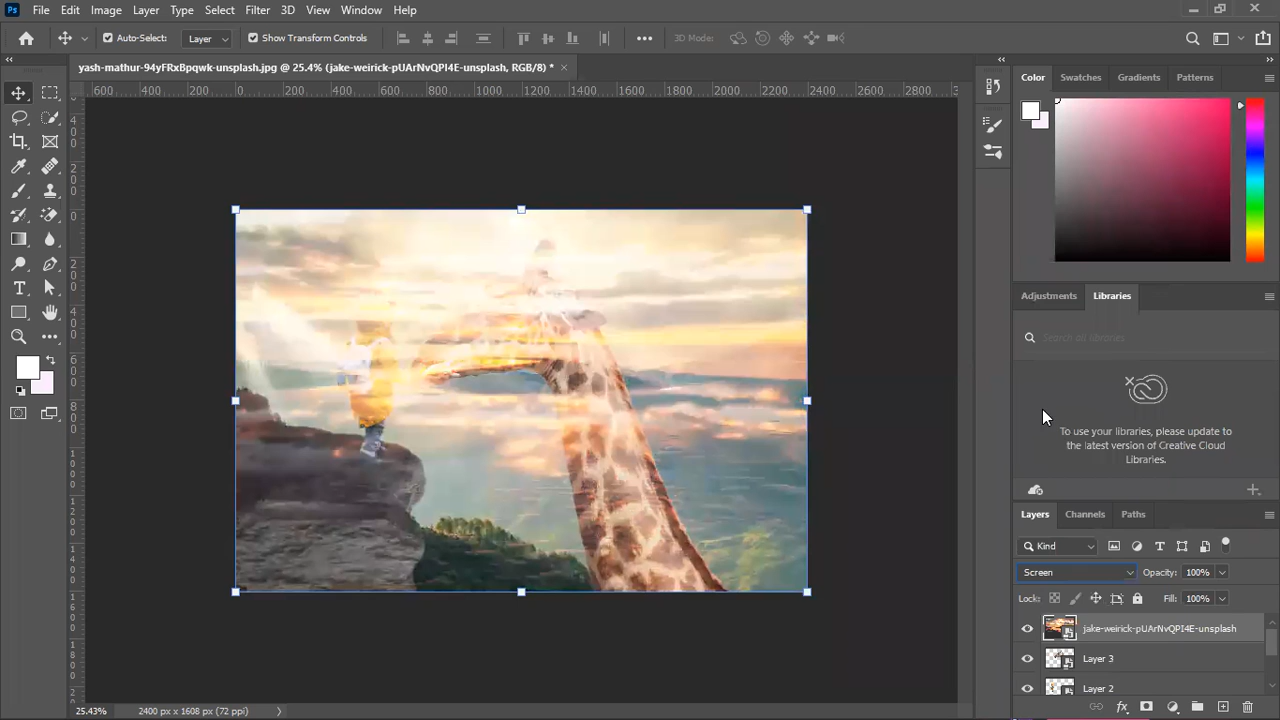 Ps File Edit Image Layer Type Select Filter 3D View Window Help
Auto-Select: Layer Show Transform Controls 3D Mode:
yash-mathur-94yFRxBpqwk-unsplash.jpg @ 25.4% (jake-weirick-pUArNvQPI4E-unsplash, RGB/8) *
600 400 200 0 200 400 600 800 1000 1200 1400 1600 1800 2000 2200 2400 2600 2800
Color Swatches Gradients Patterns
Adjustments Libraries
Search all libraries
To use your libraries, please update to
the latest version of Creative Cloud
Libraries.
Layers Channels Paths
Kind
Screen Opacity: 100%
Lock: Fill: 100%
jake-weirick-pUArNvQPI4E-unsplash
Layer 3
Layer 2
fx
25.43% 2400 px x 1608 px (72 ppi)